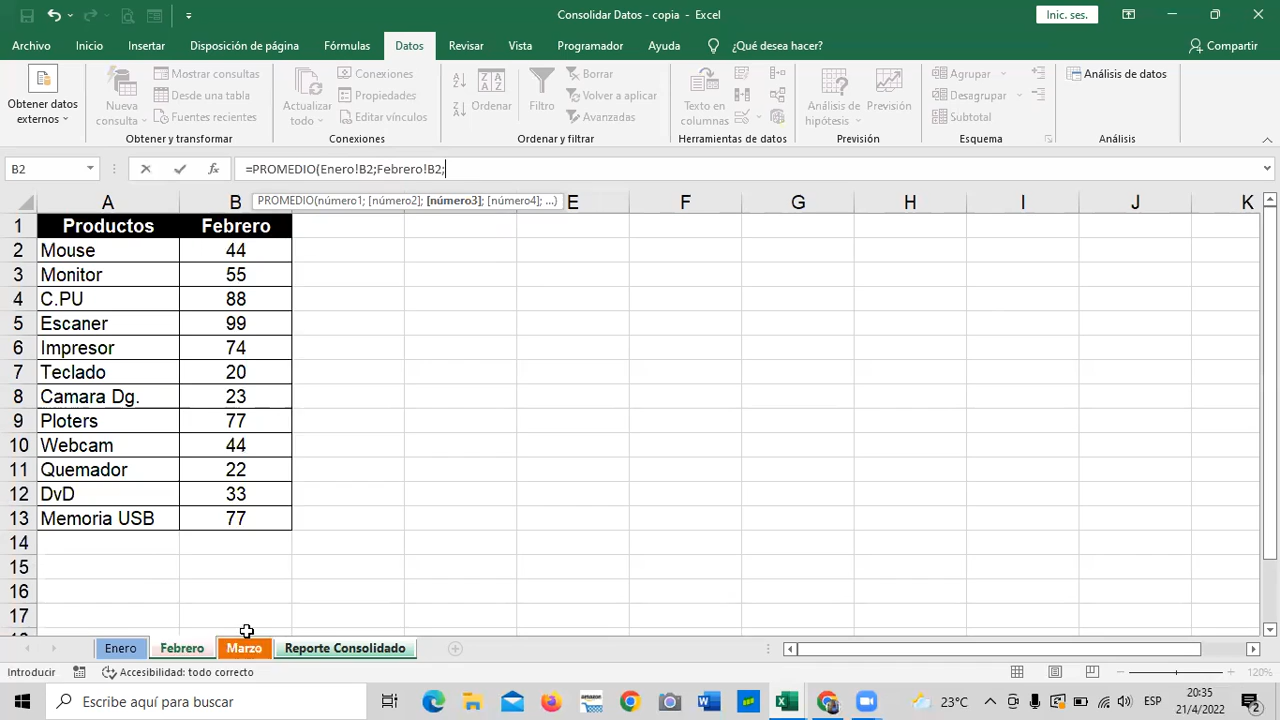 Consolidar Datos - copia - Excel
Inic. ses.
Archivo Inicio Insertar Disposición de página Fórmulas Datos Revisar Vista Programador Ayuda ¿Qué desea hacer? Compartir
Obtener datos externos
Nueva consulta
Mostrar consultas
Desde una tabla
Fuentes recientes
Obtener y transformar
Actualizar todo
Conexiones
Propiedades
Editar vínculos
Conexiones
Ordenar
Filtro
Borrar
Volver a aplicar
Avanzadas
Ordenar y filtrar
Texto en columnas
Herramientas de datos
Análisis de hipótesis
Previsión
Previsión
Agrupar
Desagrupar
Subtotal
Esquema
Análisis de datos
Análisis
B2 fx =PROMEDIO(Enero!B2;Febrero!B2;
PROMEDIO(número1; [número2]; [número3]; [número4]; ...)
A B E F G H I J K
1 Productos Febrero
2 Mouse 44
3 Monitor 55
4 C.PU 88
5 Escaner 99
6 Impresor 74
7 Teclado 20
8 Camara Dg. 23
9 Ploters 77
10 Webcam 44
11 Quemador 22
12 DvD 33
13 Memoria USB 77
14
15
16
17
Enero Febrero Marzo Reporte Consolidado
Introducir Accesibilidad: todo correcto 120%
Escribe aquí para buscar
amazon
23°C
ESP
20:35
21/4/2022
2